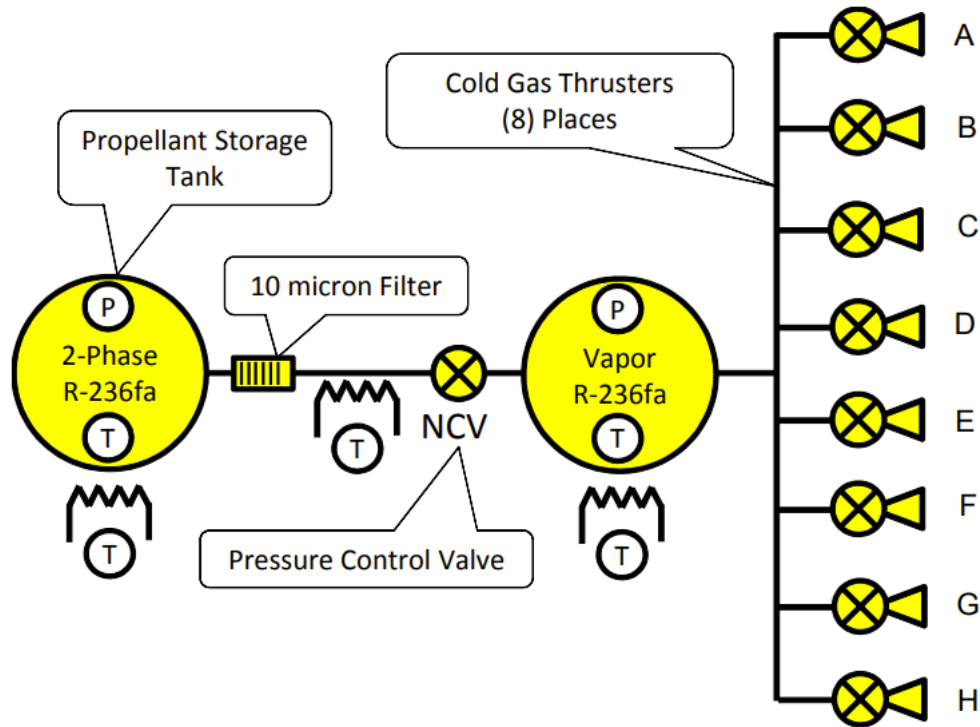 Propellant Storage
Tank
10 micron Filter
Cold Gas Thrusters
(8) Places
P
2-Phase
R-236fa
T
T
T
NCV
Pressure Control Valve
P
Vapor
R-236fa
T
T
A
B
C
D
E
F
G
H